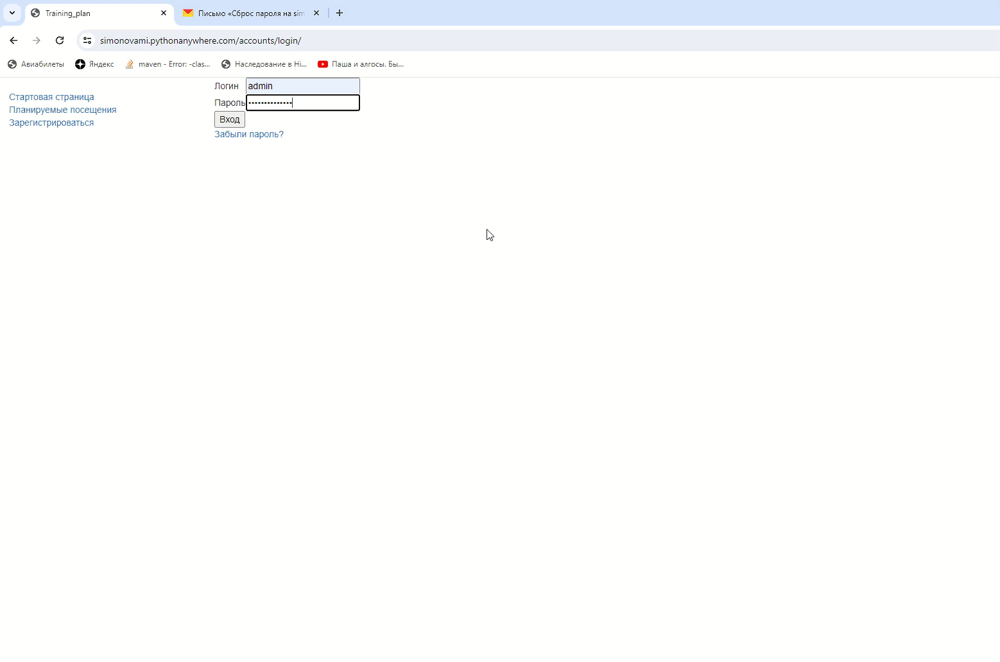 Training_plan
Письмо «Сброс пароля на sim
simonovami.pythonanywhere.com/accounts/login/
Авиабилеты
Яндекс
maven - Error: -clas...
Наследование в Hi...
Паша и алгосы. Бы...
Стартовая страница
Планируемые посещения
Зарегистрироваться
Логин admin
Пароль ••••••••••••••
Вход
Забыли пароль?